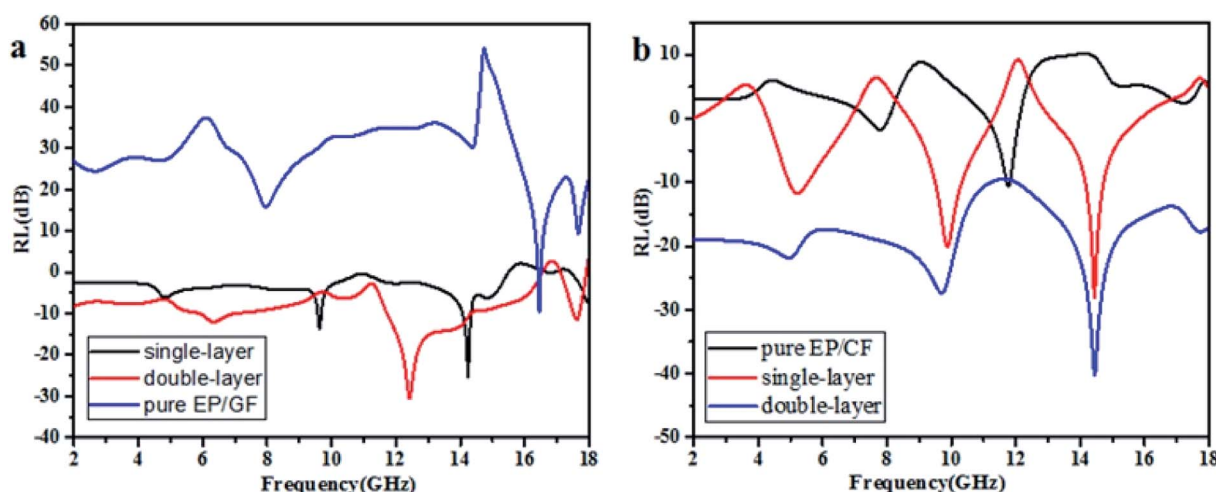 a
60
50
40
30
20
10
0
-10
-20
-30
-40
RL(dB)
single-layer
double-layer
pure EP/GF
2 4 6 8 10 12 14 16 18
Frequency(GHz)
b
10
0
-10
-20
-30
-40
-50
RL(dB)
pure EP/CF
single-layer
double-layer
2 4 6 8 10 12 14 16 18
Frequency(GHz)